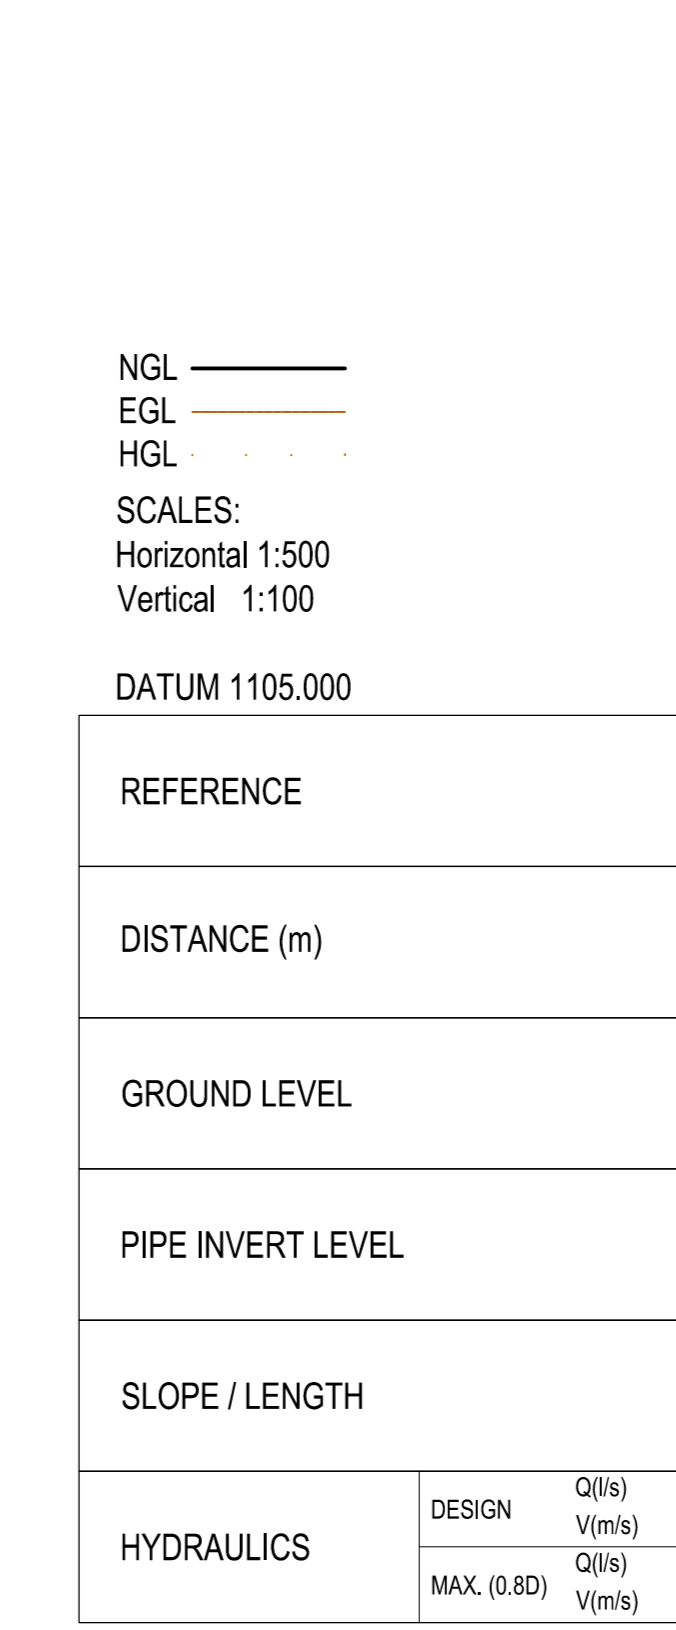 NGL
EGL
HGL
SCALES:
Horizontal 1:500
Vertical 1:100
DATUM 1105.000
REFERENCE
DISTANCE (m)
GROUND LEVEL
PIPE INVERT LEVEL
SLOPE / LENGTH
HYDRAULICS
DESIGN
Q(l/s)
V(m/s)
MAX. (0.8D)
Q(l/s)
V(m/s)